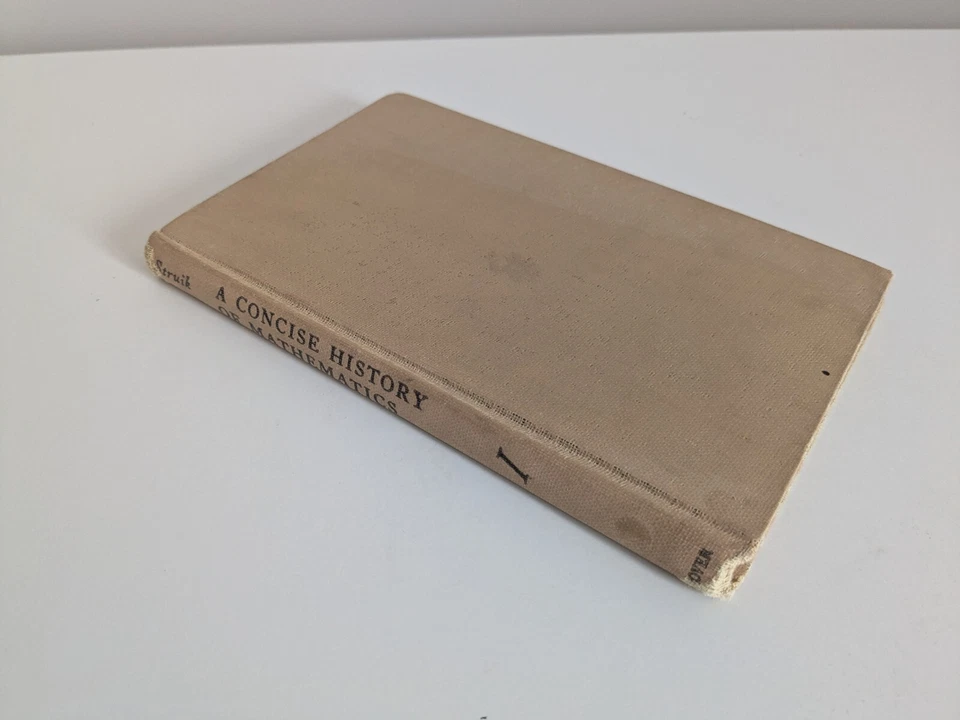 Struik
A CONCISE HISTORY
OF MATHEMATICS
I
OVER